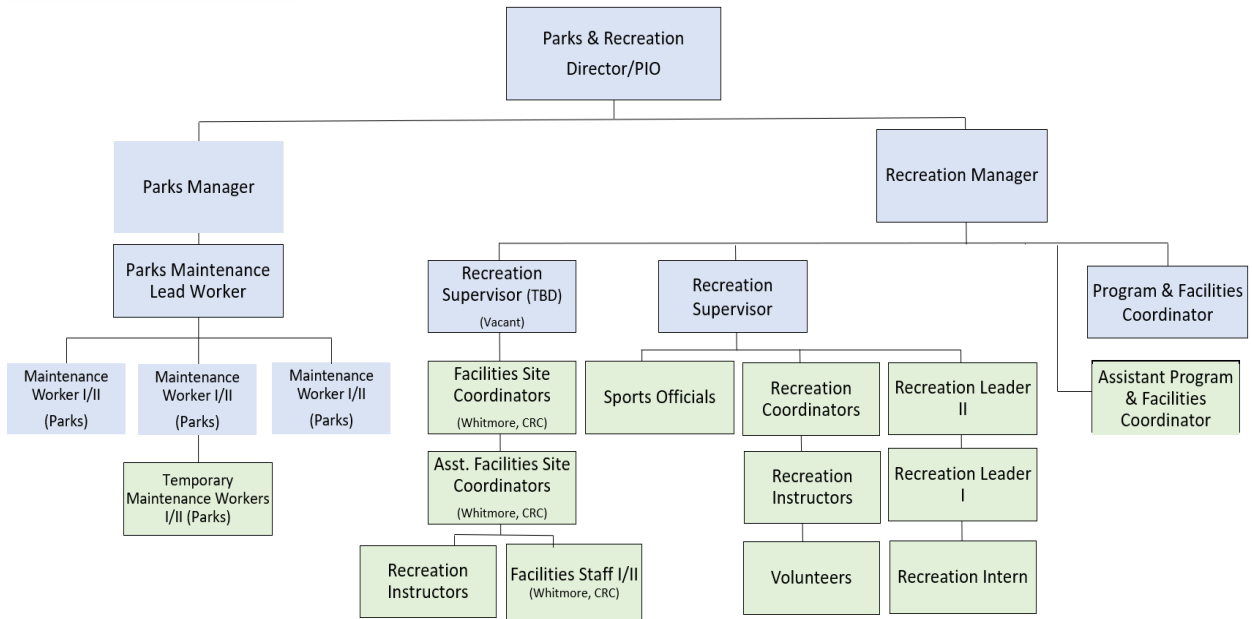 Parks & Recreation
Director/PIO
Parks Manager
Recreation Manager
Parks Maintenance
Lead Worker
Recreation
Supervisor (TBD)
(Vacant)
Recreation
Supervisor
Program & Facilities
Coordinator
Maintenance
Worker I/II
(Parks)
Maintenance
Worker I/II
(Parks)
Maintenance
Worker I/II
(Parks)
Facilities Site
Coordinators
(Whitmore, CRC)
Sports Officials
Recreation
Coordinators
Recreation Leader
II
Assistant Program
& Facilities
Coordinator
Temporary
Maintenance Workers
I/II (Parks)
Asst. Facilities Site
Coordinators
(Whitmore, CRC)
Recreation
Instructors
Recreation Leader
I
Recreation
Instructors
Facilities Staff I/II
(Whitmore, CRC)
Volunteers
Recreation Intern